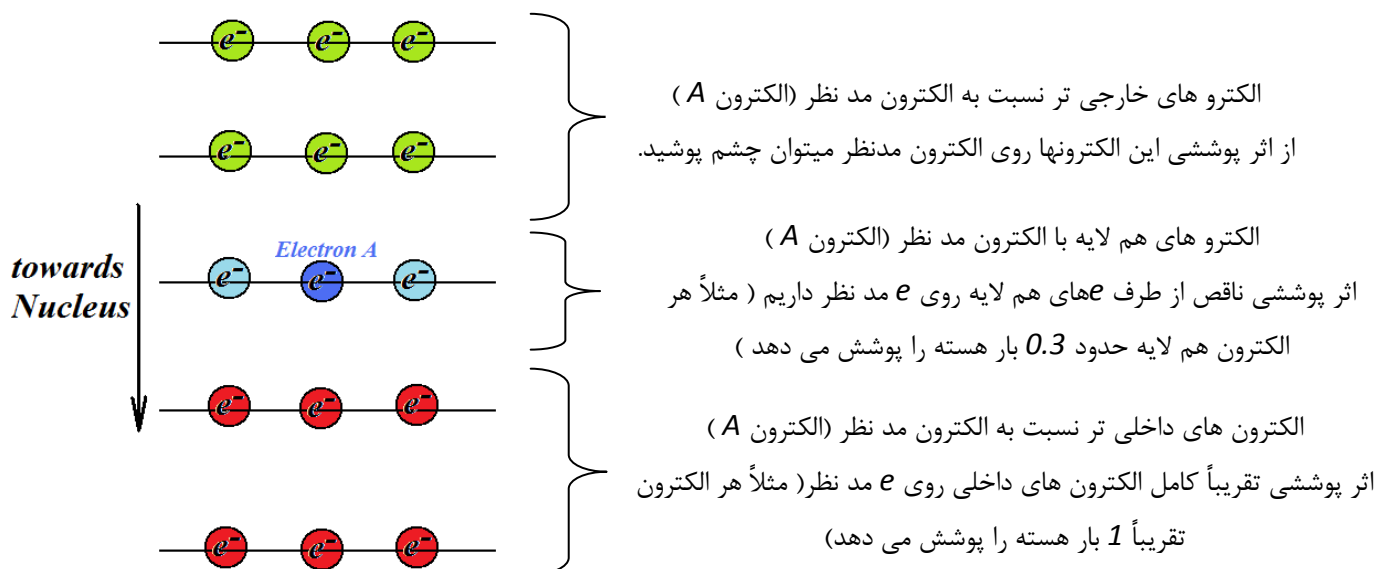 e⁻ e⁻ e⁻
الکترو های خارجی تر نسبت به الکترون مد نظر (الکترون A )
از اثر پوششی این الکترونها روی الکترون مدنظر میتوان چشم پوشید.
e⁻ e⁻ e⁻
towards
Nucleus
Electron A
e⁻ e⁻ e⁻
الکترو های هم لایه با الکترون مد نظر (الکترون A )
اثر پوششی ناقص از طرف eهای هم لایه روی e مد نظر داریم ( مثلاً هر
الکترون هم لایه حدود 0.3 بار هسته را پوشش می دهد )
e⁻ e⁻ e⁻
الکترون های داخلی تر نسبت به الکترون مد نظر (الکترون A )
اثر پوششی تقریباً کامل الکترون های داخلی روی e مد نظر( مثلاً هر الکترون
تقریباً 1 بار هسته را پوشش می دهد)
e⁻ e⁻ e⁻